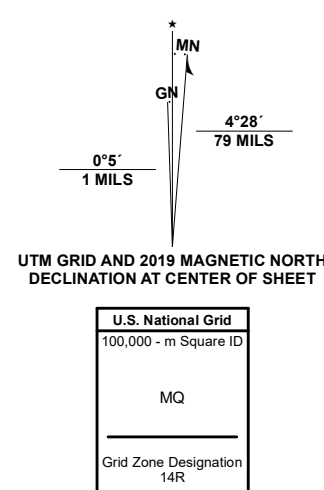 MN
GN
4°28´
79 MILS
0°5´
1 MILS
UTM GRID AND 2019 MAGNETIC NORTH
DECLINATION AT CENTER OF SHEET
U.S. National Grid
100,000 - m Square ID
MQ
Grid Zone Designation
14R